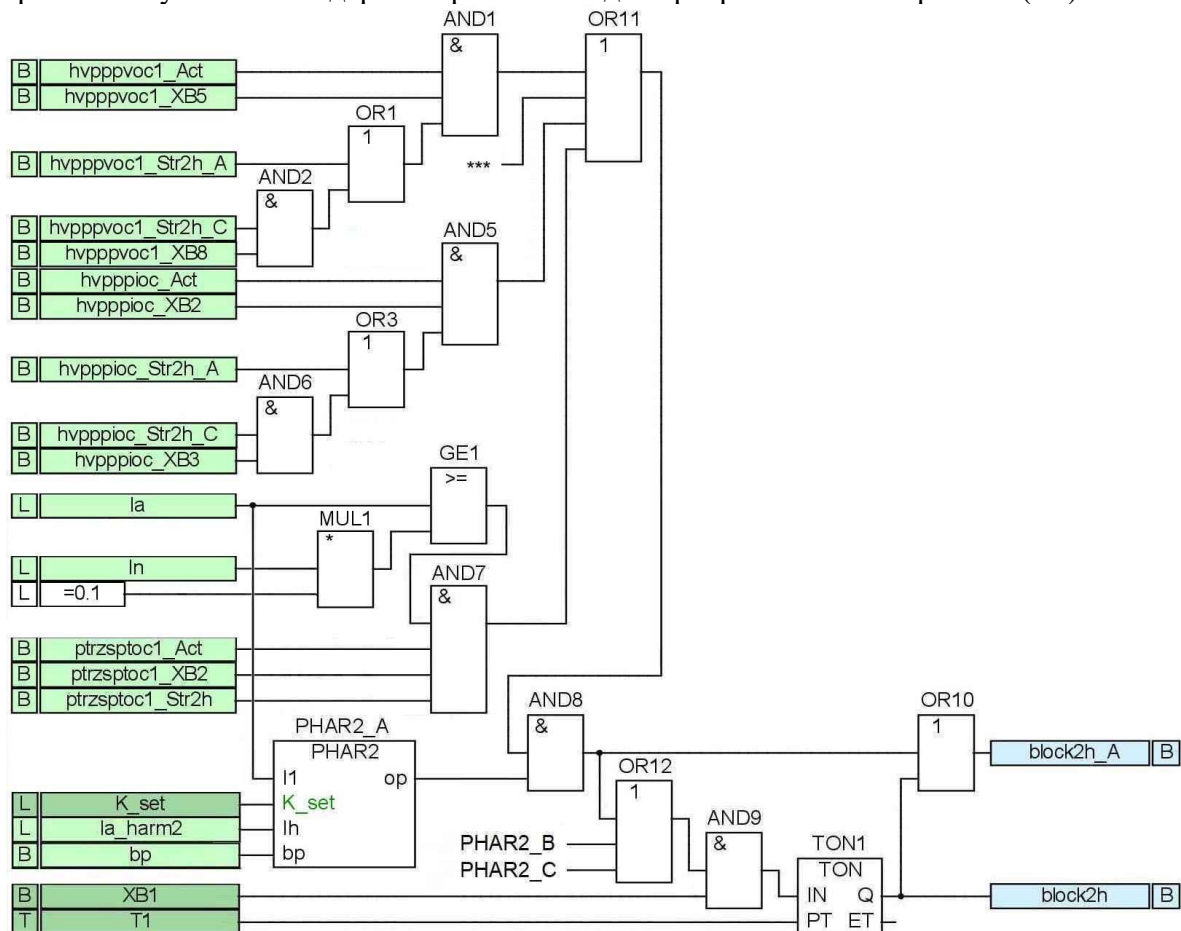 AND1
OR11
&
1
B hvpppvoc1_Act
B hvpppvoc1_XB5
OR1
1
B hvpppvoc1_Str2h_A
***
AND2
&
B hvpppvoc1_Str2h_C
B hvpppvoc1_XB8
AND5
&
B hvpppioc_Act
B hvpppioc_XB2
OR3
1
B hvpppioc_Str2h_A
AND6
&
B hvpppioc_Str2h_C
B hvpppioc_XB3
GE1
>=
L Ia
MUL1
*
L In
L =0.1
AND7
&
B ptrzsptoc1_Act
B ptrzsptoc1_XB2
B ptrzsptoc1_Str2h
AND8
&
OR10
1
PHAR2_A
PHAR2
I1 op
block2h_A B
OR12
1
L K_set K_set
L Ia_harm2 Ih
B bp bp
AND9
&
PHAR2_B
PHAR2_C
TON1
TON
B XB1 IN Q block2h B
T T1 PT ET